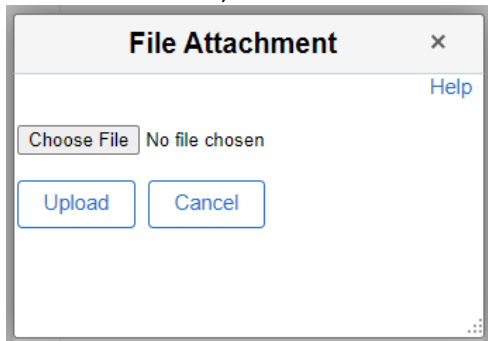 File Attachment ×
Help
Choose File No file chosen
Upload Cancel